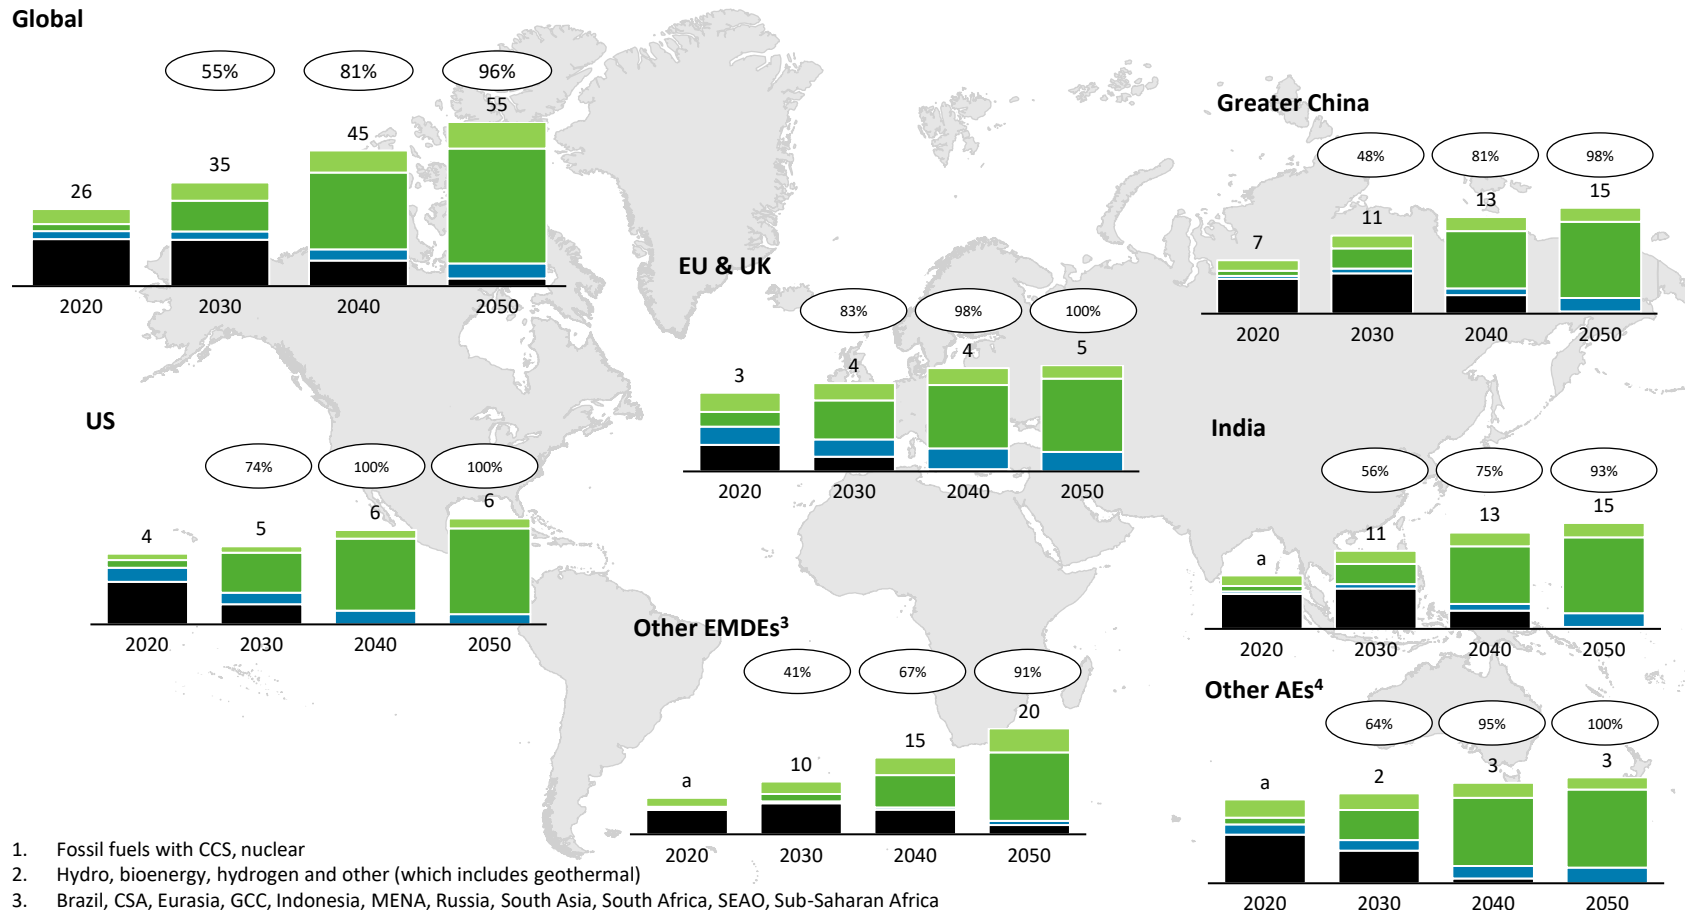 Global
55% 81% 96%
26 35 45 55
2020 2030 2040 2050
Greater China
48% 81% 98%
7 11 13 15
2020 2030 2040 2050
EU & UK
83% 98% 100%
3 4 4 5
2020 2030 2040 2050
US
74% 100% 100%
4 5 6 6
2020 2030 2040 2050
India
56% 75% 93%
a 11 13 15
2020 2030 2040 2050
Other EMDEs³
41% 67% 91%
a 10 15 20
2020 2030 2040 2050
Other AEs⁴
64% 95% 100%
a 2 3 3
2020 2030 2040 2050
1. Fossil fuels with CCS, nuclear
2. Hydro, bioenergy, hydrogen and other (which includes geothermal)
3. Brazil, CSA, Eurasia, GCC, Indonesia, MENA, Russia, South Asia, South Africa, SEAO, Sub-Saharan Africa